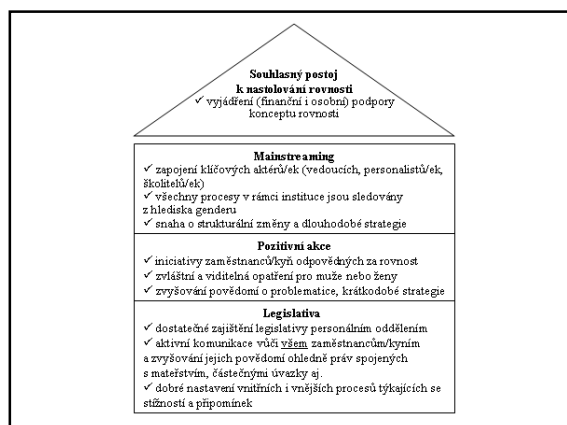 Souhlasný postoj
k nastolování rovnosti
✓ vyjádření (finanční i osobní) podpory
konceptu rovnosti
Mainstreaming
✓ zapojení klíčových aktérů/ek (vedoucích, personalistů/ek,
školitelů/ek)
✓ všechny procesy v rámci instituce jsou sledovány
z hlediska genderu
✓ snaha o strukturální změny a dlouhodobé strategie
Pozitivní akce
✓ iniciativy zaměstnanců/kyň odpovědných za rovnost
✓ zvláštní a viditelná opatření pro muže nebo ženy
✓ zvyšování povědomí o problematice, krátkodobé strategie
Legislativa
✓ dostatečné zajištění legislativy personálním oddělením
✓ aktivní komunikace vůči všem zaměstnancům/kyním
a zvyšování jejich povědomí ohledně práv spojených
s mateřstvím, částečnými úvazky aj.
✓ dobré nastavení vnitřních i vnějších procesů týkajících se
stížností a připomínek